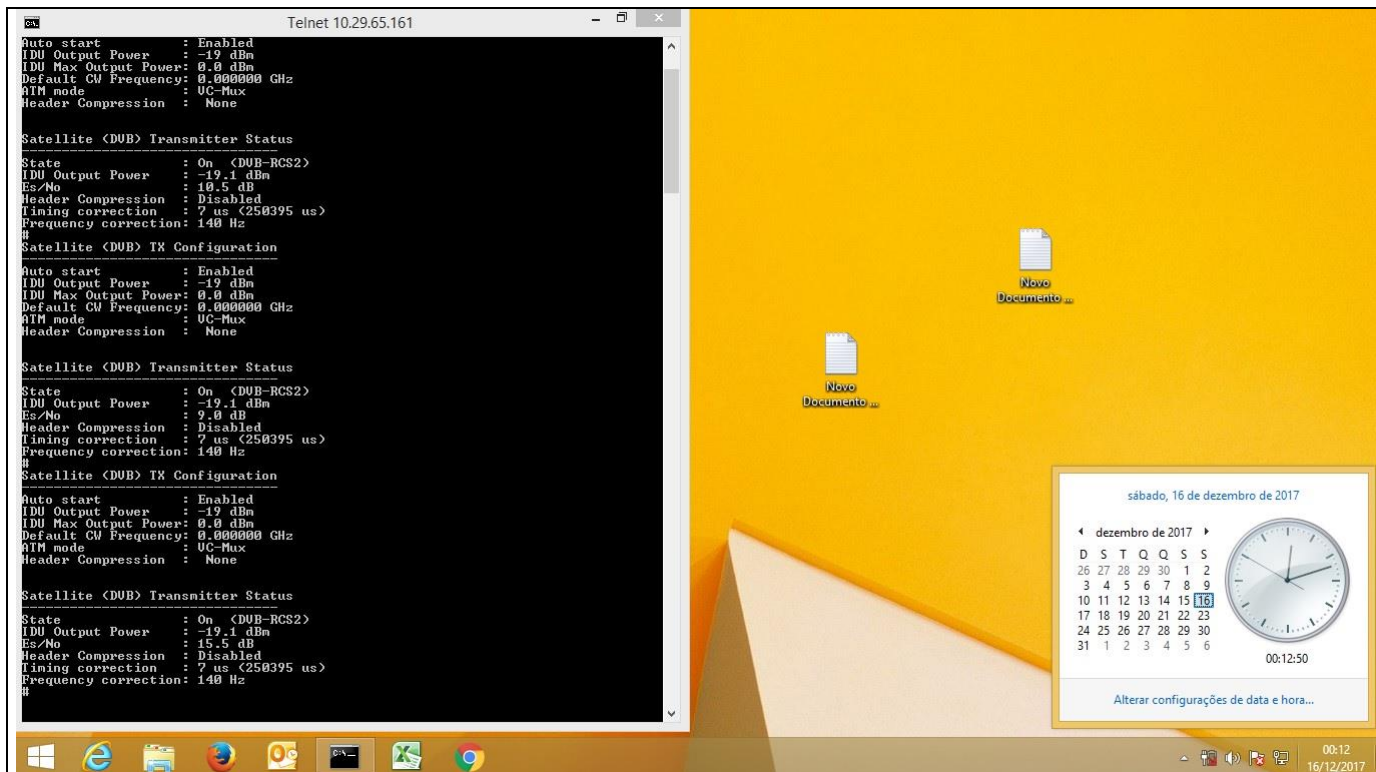 Telnet 10.29.65.161
Auto start : Enabled
IDU Output Power : -19 dBm
IDU Max Output Power: 0.0 dBm
Default CW Frequency: 0.000000 GHz
ATM mode : VC-Mux
Header Compression : None
Satellite (DVB) Transmitter Status
State : On (DVB-RCS2)
IDU Output Power : -19.1 dBm
Es/No : 10.5 dB
Header Compression : Disabled
Timing correction : 7 us (250395 us)
Frequency correction: 140 Hz
#
Satellite (DVB) TX Configuration
Auto start : Enabled
IDU Output Power : -19 dBm
IDU Max Output Power: 0.0 dBm
Default CW Frequency: 0.000000 GHz
ATM mode : VC-Mux
Header Compression : None
Satellite (DVB) Transmitter Status
State : On (DVB-RCS2)
IDU Output Power : -19.1 dBm
Es/No : 9.0 dB
Header Compression : Disabled
Timing correction : 7 us (250395 us)
Frequency correction: 140 Hz
#
Satellite (DVB) TX Configuration
Auto start : Enabled
IDU Output Power : -19 dBm
IDU Max Output Power: 0.0 dBm
Default CW Frequency: 0.000000 GHz
ATM mode : VC-Mux
Header Compression : None
Satellite (DVB) Transmitter Status
State : On (DVB-RCS2)
IDU Output Power : -19.1 dBm
Es/No : 15.5 dB
Header Compression : Disabled
Timing correction : 7 us (250395 us)
Frequency correction: 140 Hz
#
Novo
Documento ...
Novo
Documento ...
sábado, 16 de dezembro de 2017
dezembro de 2017
D S T Q Q S S
26 27 28 29 30 1 2
3 4 5 6 7 8 9
10 11 12 13 14 15 16
17 18 19 20 21 22 23
24 25 26 27 28 29 30
31 1 2 3 4 5 6
00:12:50
Alterar configurações de data e hora...
00:12
16/12/2017